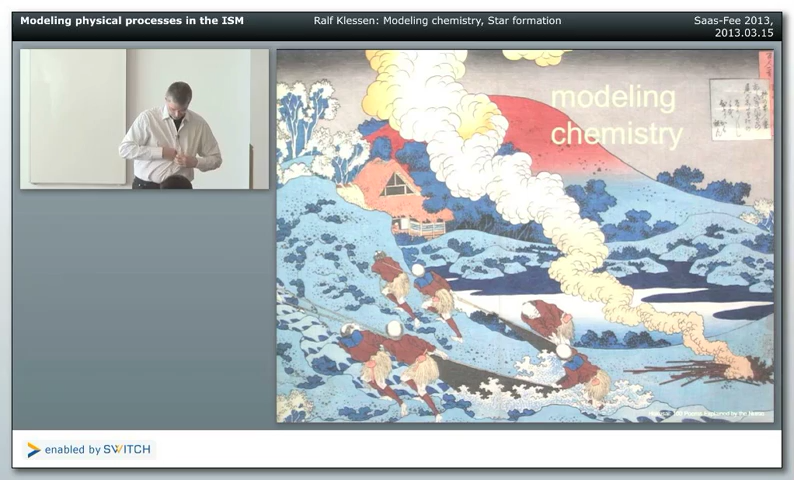 Modeling physical processes in the ISM
Ralf Klessen: Modeling chemistry, Star formation
Saas-Fee 2013,
2013.03.15
modeling
chemistry
enabled by SWITCH